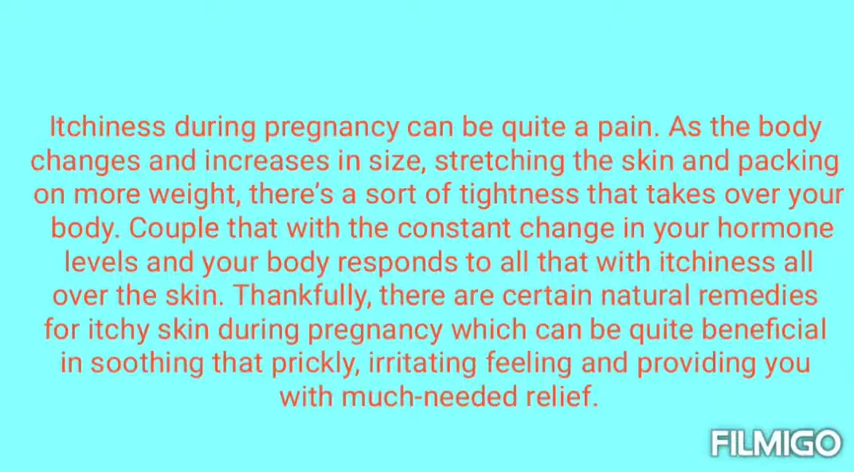 Itchiness during pregnancy can be quite a pain. As the body
changes and increases in size, stretching the skin and packing
on more weight, there’s a sort of tightness that takes over your
body. Couple that with the constant change in your hormone
levels and your body responds to all that with itchiness all
over the skin. Thankfully, there are certain natural remedies
for itchy skin during pregnancy which can be quite beneficial
in soothing that prickly, irritating feeling and providing you
with much-needed relief.
FILMIGO